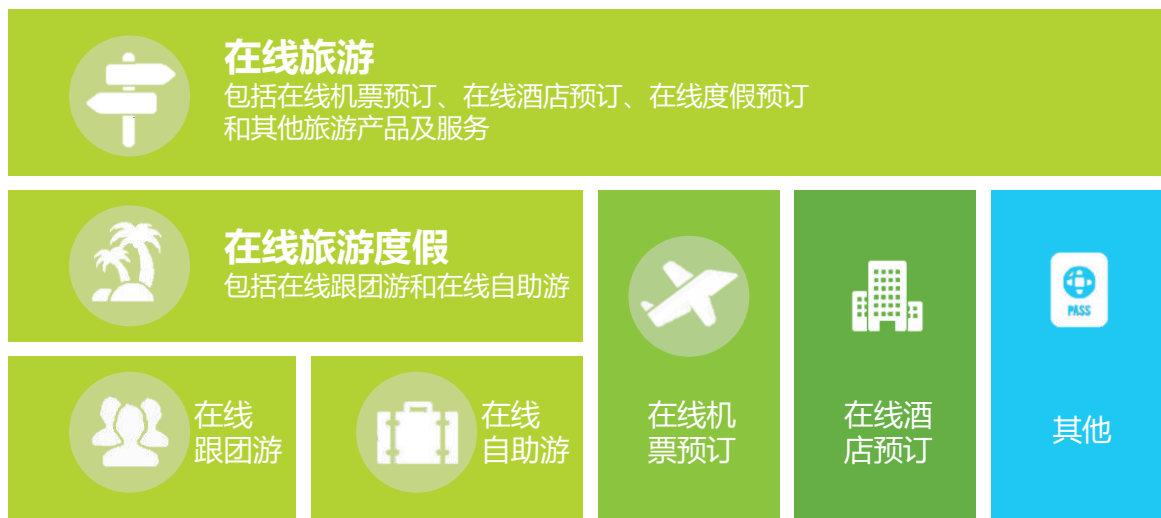 在线旅游
包括在线机票预订、在线酒店预订、在线度假预订
和其他旅游产品及服务
在线旅游度假
包括在线跟团游和在线自助游
在线
跟团游
在线
自助游
在线机
票预订
在线酒
店预订
PASS
其他